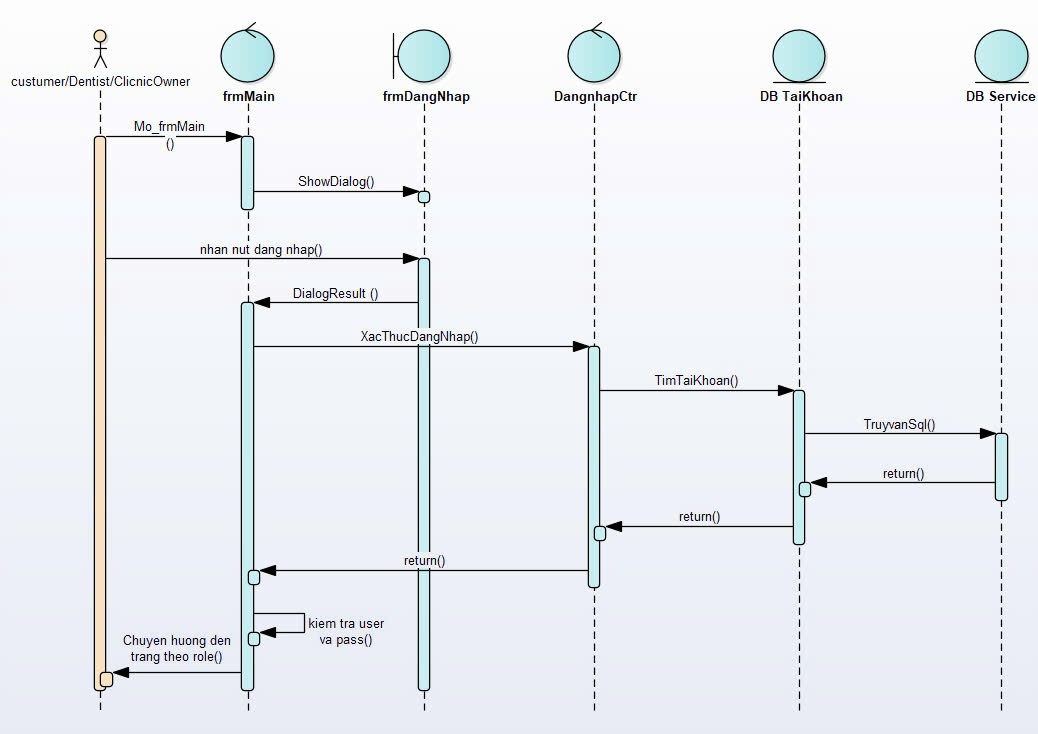 custumer/Dentist/ClicnicOwner
frmMain
frmDangNhap
DangnhapCtr
DB TaiKhoan
DB Service
Mo_frmMain
()
ShowDialog()
nhan nut dang nhap()
DialogResult ()
XacThucDangNhap()
TimTaiKhoan()
TruyvanSql()
return()
return()
return()
kiem tra user
va pass()
Chuyen huong den
trang theo role()